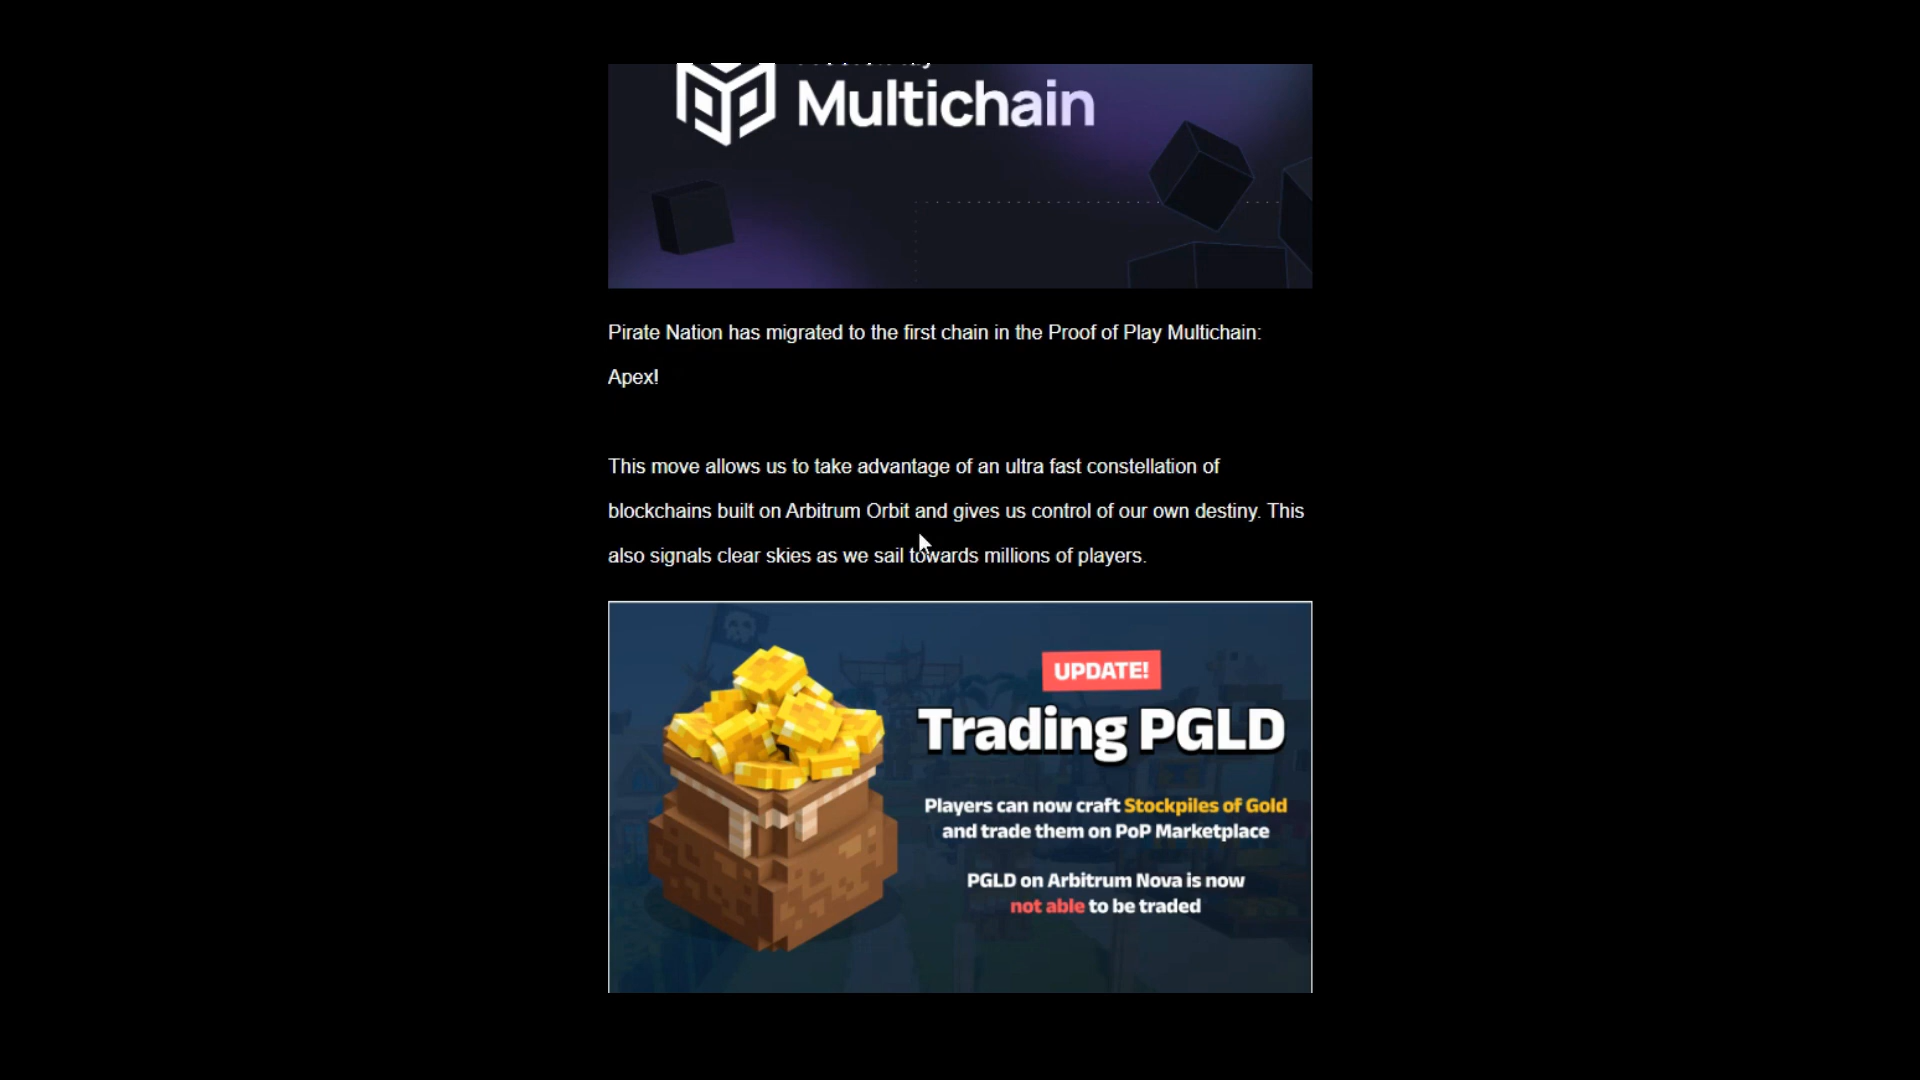 Multichain
Pirate Nation has migrated to the first chain in the Proof of Play Multichain:
Apex!
This move allows us to take advantage of an ultra fast constellation of
blockchains built on Arbitrum Orbit and gives us control of our own destiny. This
also signals clear skies as we sail towards millions of players.
UPDATE!
Trading PGLD
Players can now craft Stockpiles of Gold
and trade them on PoP Marketplace
PGLD on Arbitrum Nova is now
not able to be traded